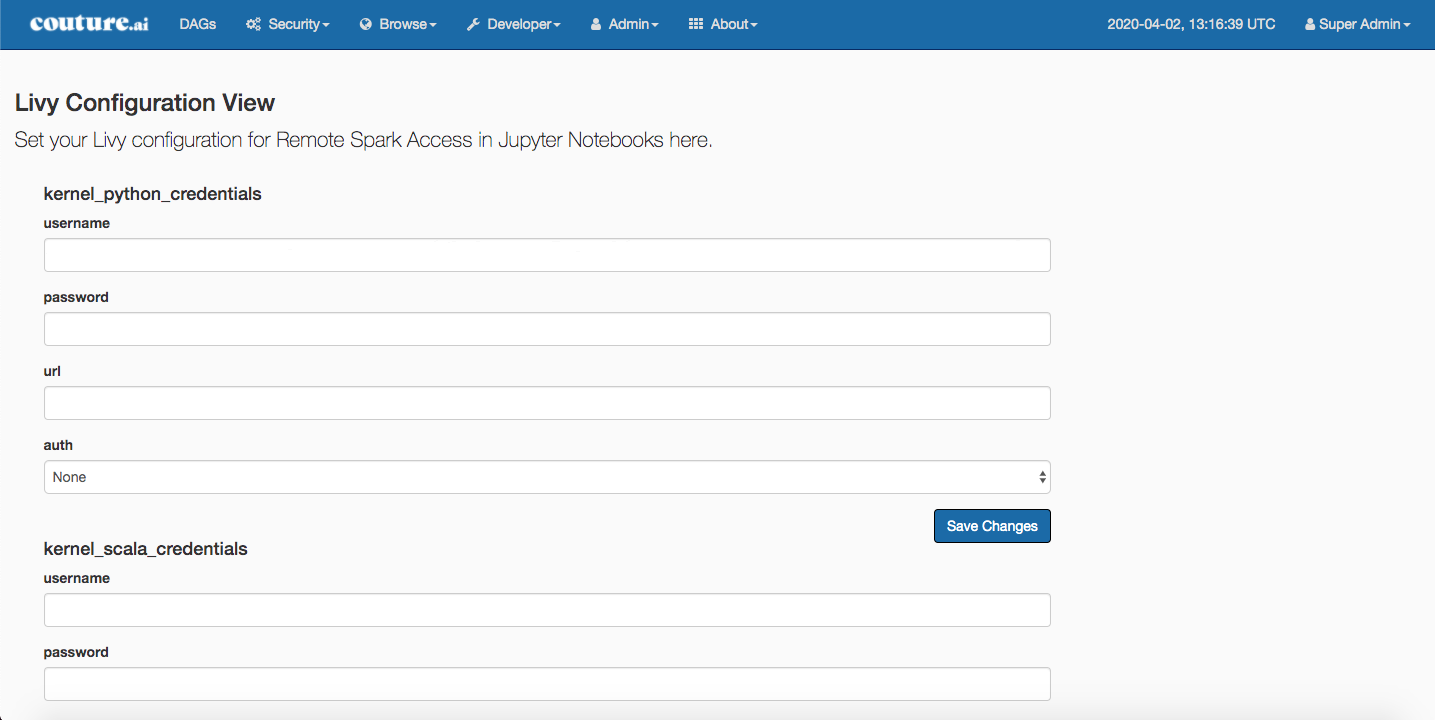 couture.ai DAGs Security Browse Developer Admin About 2020-04-02, 13:16:39 UTC Super Admin
Livy Configuration View
Set your Livy configuration for Remote Spark Access in Jupyter Notebooks here.
kernel_python_credentials
username
password
url
auth
None
Save Changes
kernel_scala_credentials
username
password